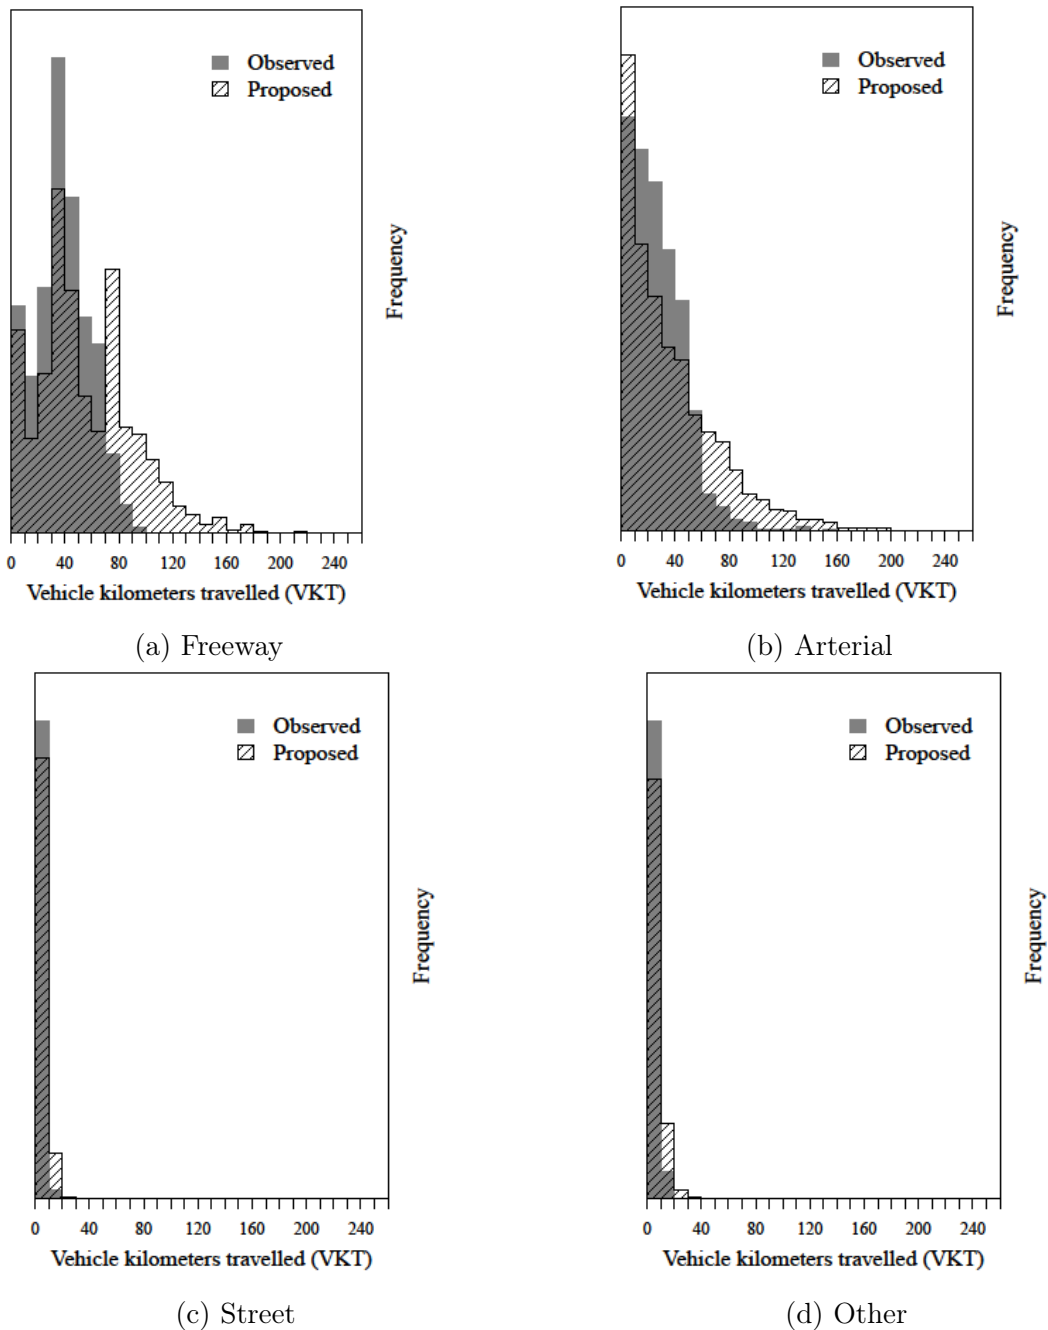 Observed
Proposed
Frequency
0 40 80 120 160 200 240
Vehicle kilometers travelled (VKT)
(a) Freeway
Observed
Proposed
Frequency
0 40 80 120 160 200 240
Vehicle kilometers travelled (VKT)
(b) Arterial
Observed
Proposed
Frequency
0 40 80 120 160 200 240
Vehicle kilometers travelled (VKT)
(c) Street
Observed
Proposed
Frequency
0 40 80 120 160 200 240
Vehicle kilometers travelled (VKT)
(d) Other